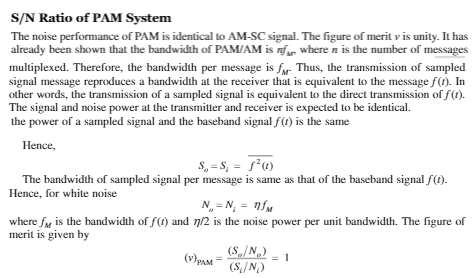 S/N Ratio of PAM System
The noise performance of PAM is identical to AM-SC signal. The figure of merit ν is unity. It has
already been shown that the bandwidth of PAM/AM is nf_M, where n is the number of messages
multiplexed. Therefore, the bandwidth per message is f_M. Thus, the transmission of sampled
signal message reproduces a bandwidth at the receiver that is equivalent to the message f(t). In
other words, the transmission of a sampled signal is equivalent to the direct transmission of f(t).
The signal and noise power at the transmitter and receiver is expected to be identical.
the power of a sampled signal and the baseband signal f(t) is the same
Hence,
S_o = S_i = \overline{f^2(t)}
The bandwidth of sampled signal per message is same as that of the baseband signal f(t).
Hence, for white noise
N_o = N_i = ηf_M
where f_M is the bandwidth of f(t) and η/2 is the noise power per unit bandwidth. The figure of
merit is given by
(ν)_PAM = (S_o/N_o) / (S_i/N_i) = 1